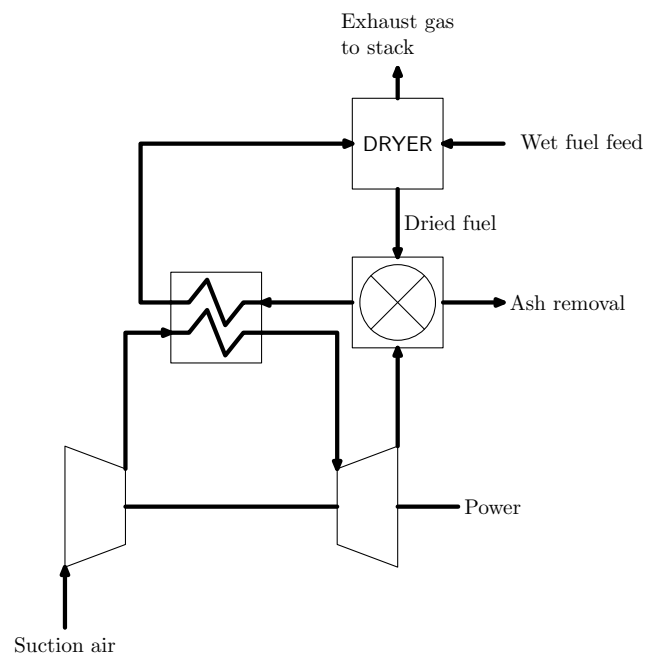 Exhaust gas
to stack
DRYER
Wet fuel feed
Dried fuel
Ash removal
Power
Suction air